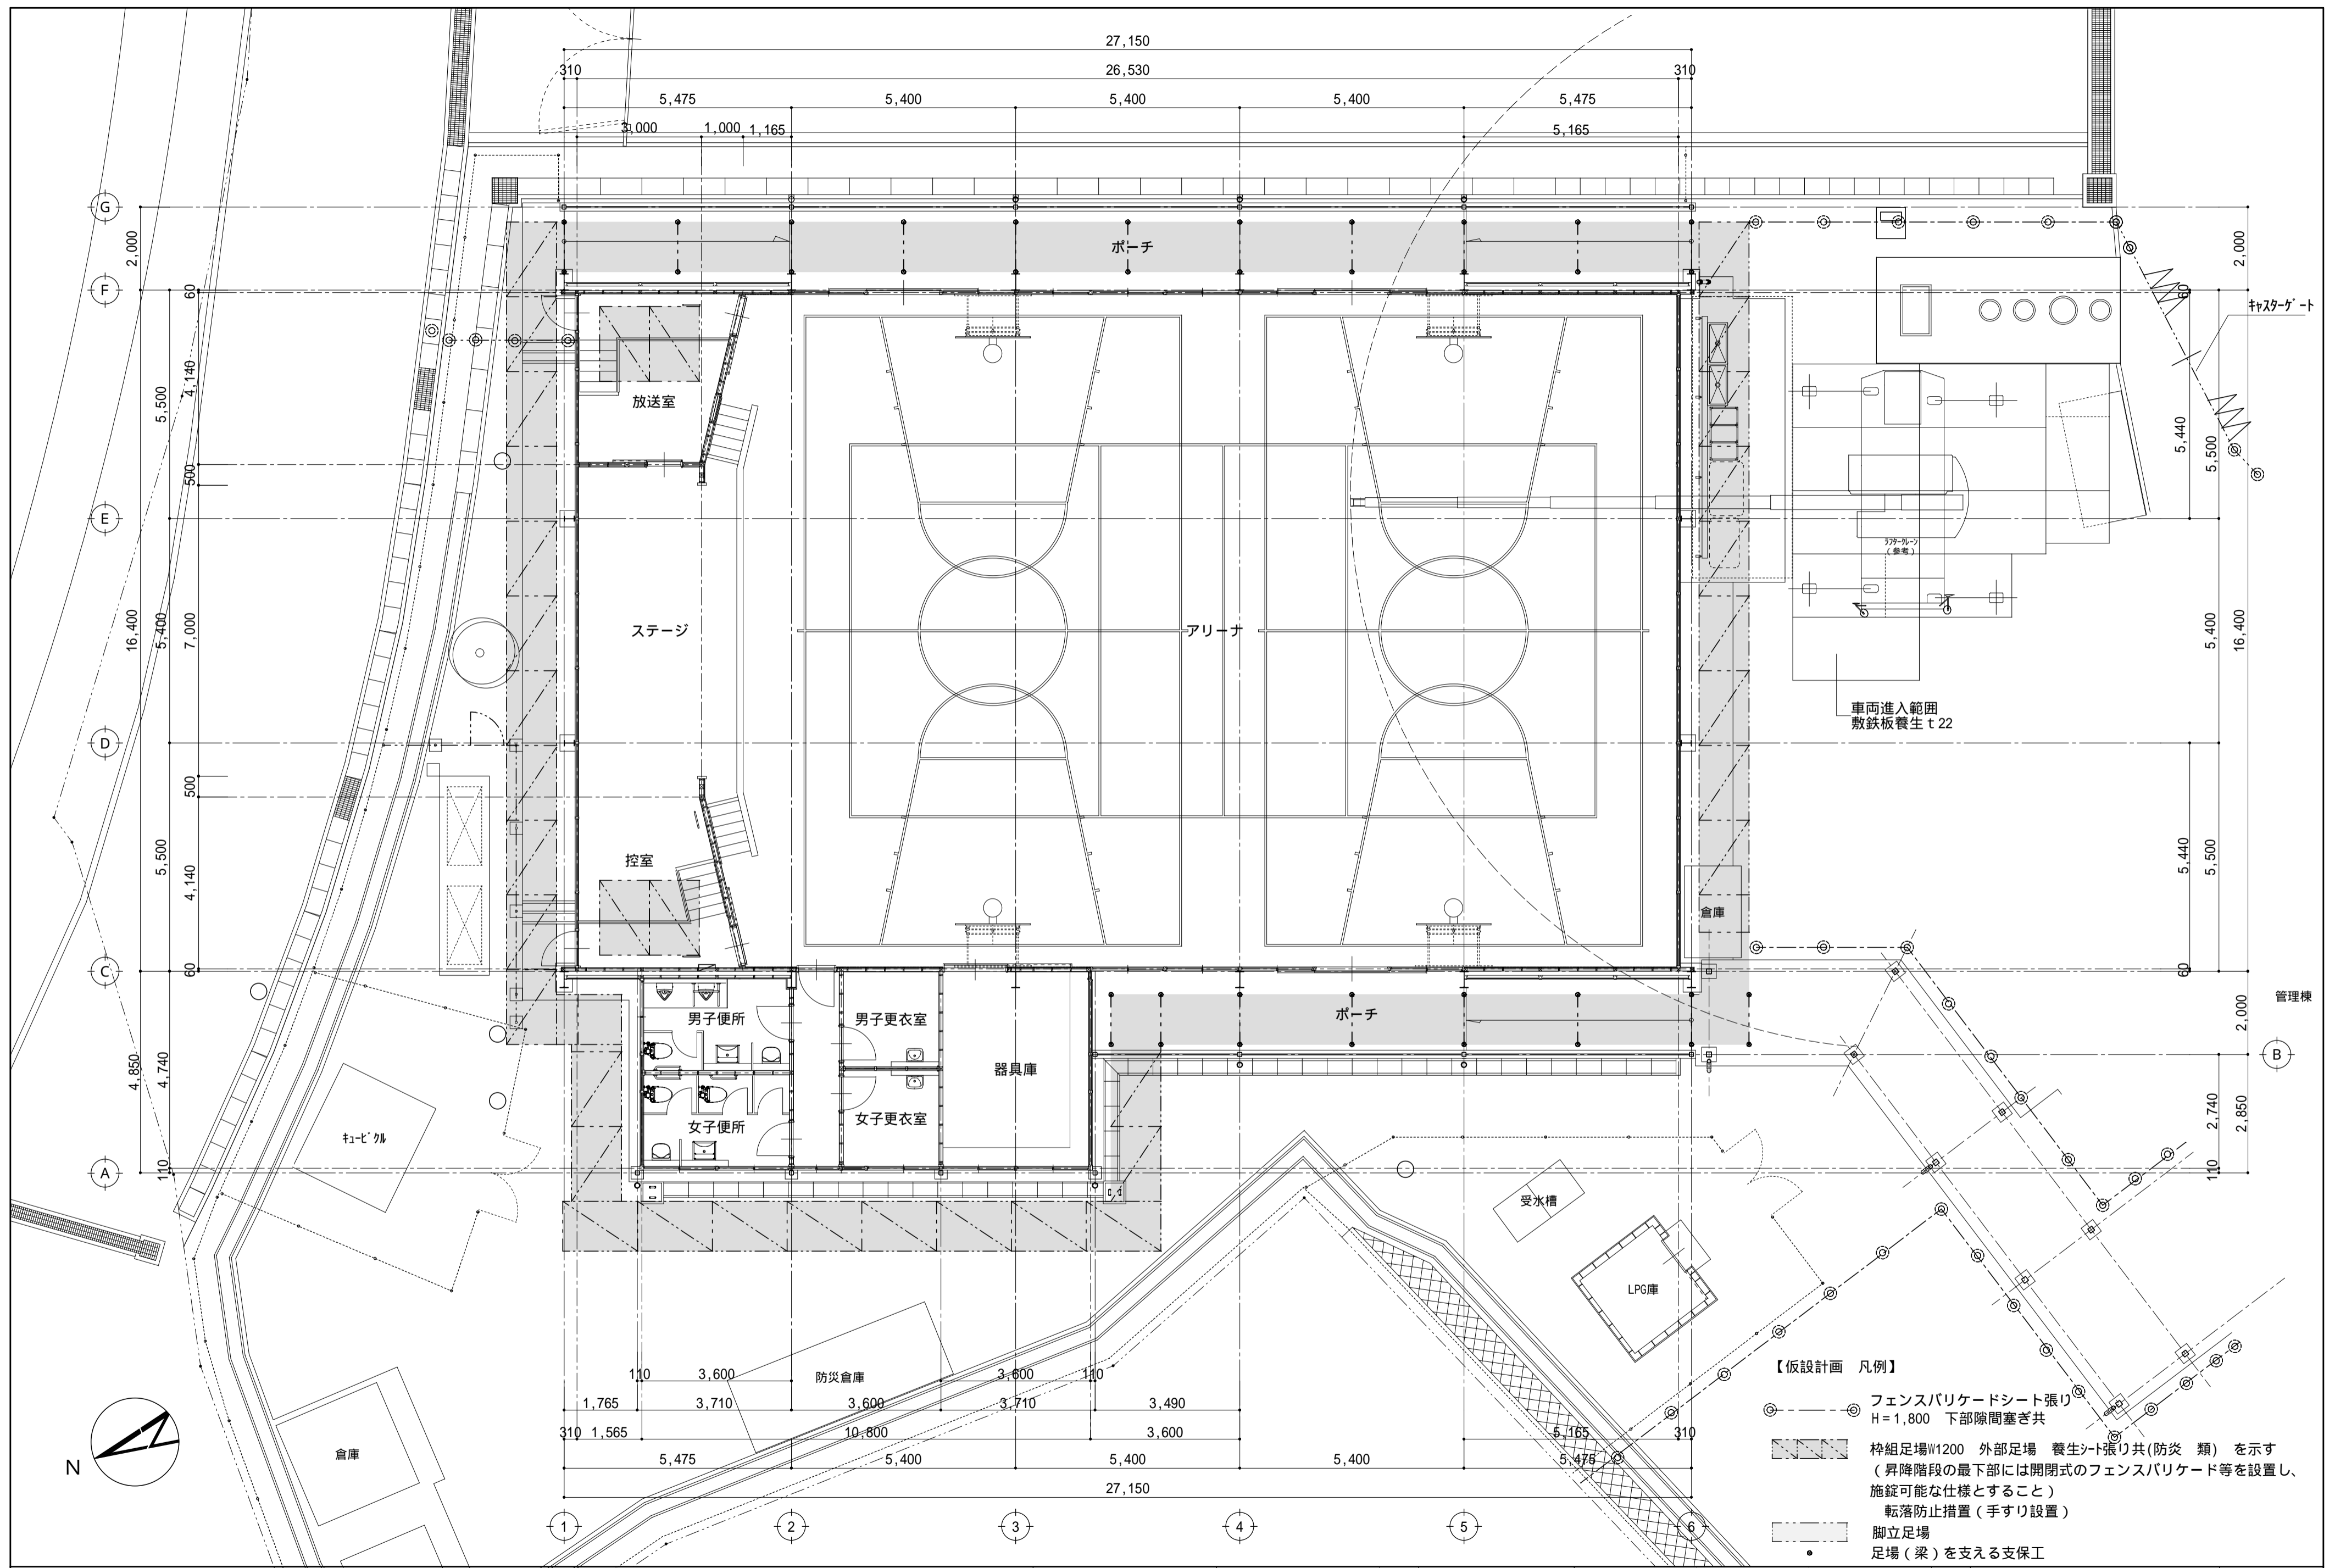 27,150
310
26,530
310
5,475
5,400
5,400
5,400
5,475
3,000
1,000
1,165
5,165
G
F
E
D
C
A
B
2,000
60
5,500
4,140
500
16,400
5,400
7,000
500
5,500
4,140
60
4,850
4,740
110
2,000
60
5,440
5,500
5,400
16,400
5,440
5,500
60
2,000
2,740
2,850
110
ポーチ
キャスターゲート
放送室
ラフタークレーン
(参考)
ステージ
アリーナ
車両進入範囲
敷鉄板養生t22
控室
倉庫
管理棟
男子便所
男子更衣室
ポーチ
器具庫
女子便所
女子更衣室
キュービクル
受水槽
LPG庫
防災倉庫
倉庫
N
110
3,600
3,600
110
1,765
3,710
3,600
3,710
3,490
310
1,565
10,800
3,600
5,165
310
5,475
5,400
5,400
5,400
5,475
27,150
1
2
3
4
5
6
【仮設計画 凡例】
フェンスバリケードシート張り
H=1,800 下部隙間塞ぎ共
枠組足場W1200 外部足場 養生シート張り共(防炎 類) を示す
(昇降階段の最下部には開閉式のフェンスバリケード等を設置し、
施錠可能な仕様とすること)
転落防止措置(手すり設置)
脚立足場
足場(梁)を支える支保工